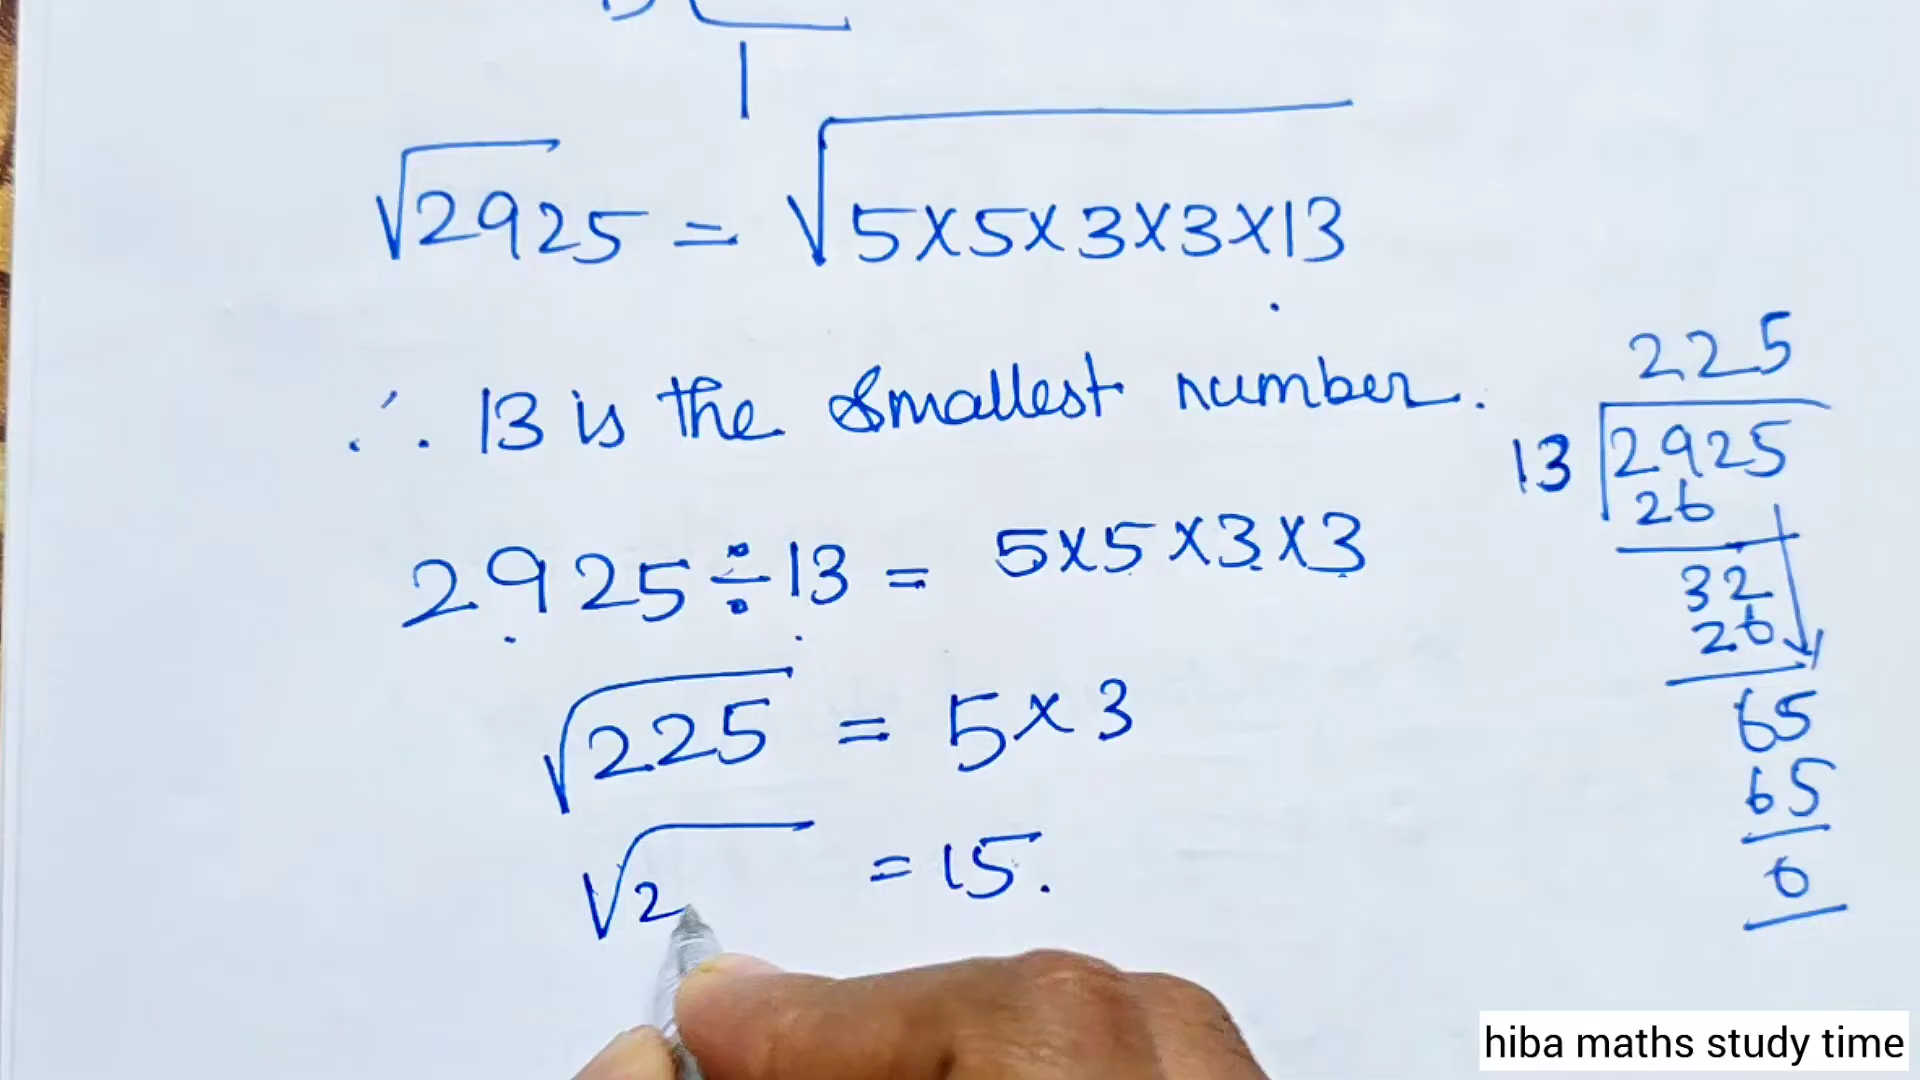 1
√2925 = √5×5×3×3×13
∴ 13 is the smallest number.
2925 ÷ 13 = 5×5×3×3
√225 = 5×3
√2 = 15.
225
13 2925
26
32
26
65
65
0
hiba maths study time